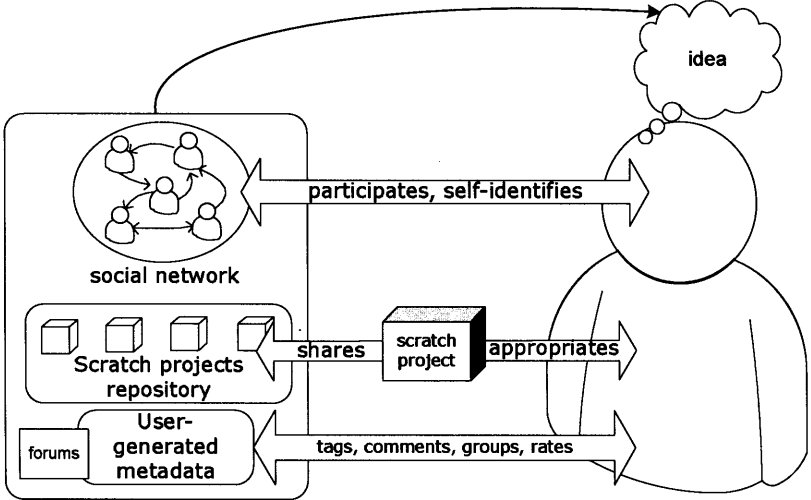 idea
participates, self-identifies
social network
Scratch projects
repository
shares
scratch
project
appropriates
forums
User-
generated
metadata
tags, comments, groups, rates